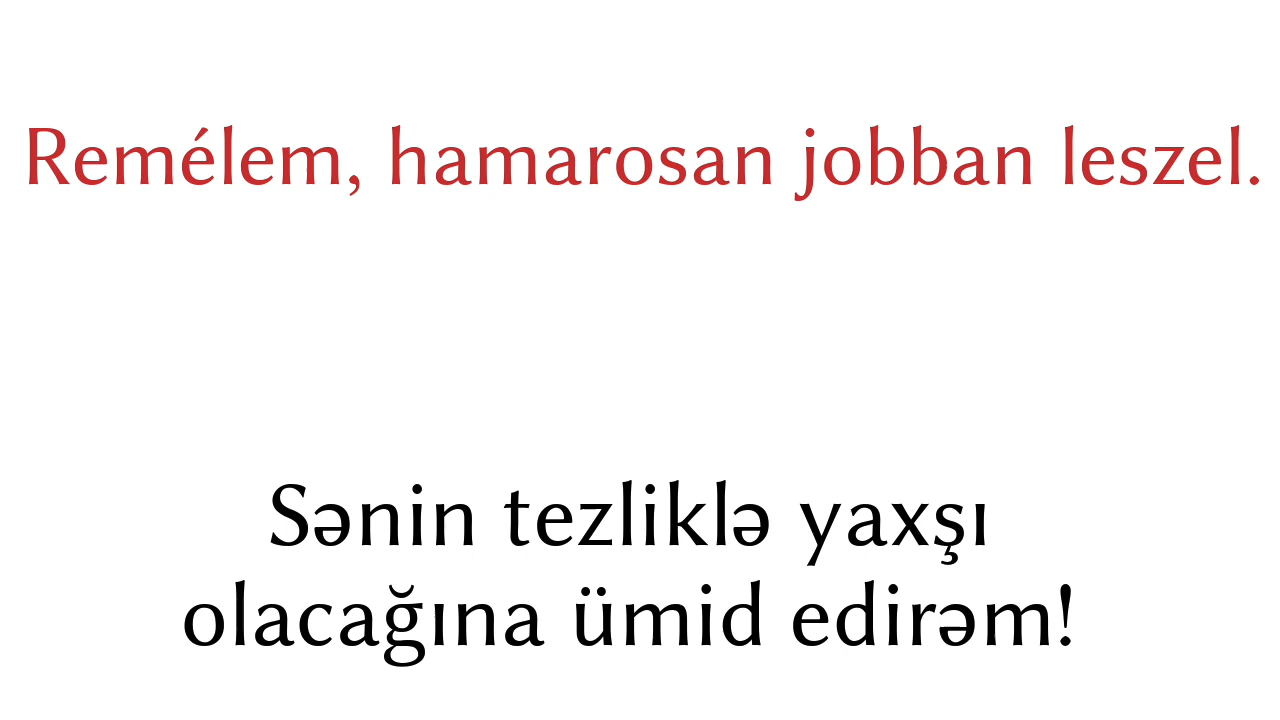 Remélem, hamarosan jobban leszel.
Sənin tezliklə yaxşı
olacağına ümid edirəm!